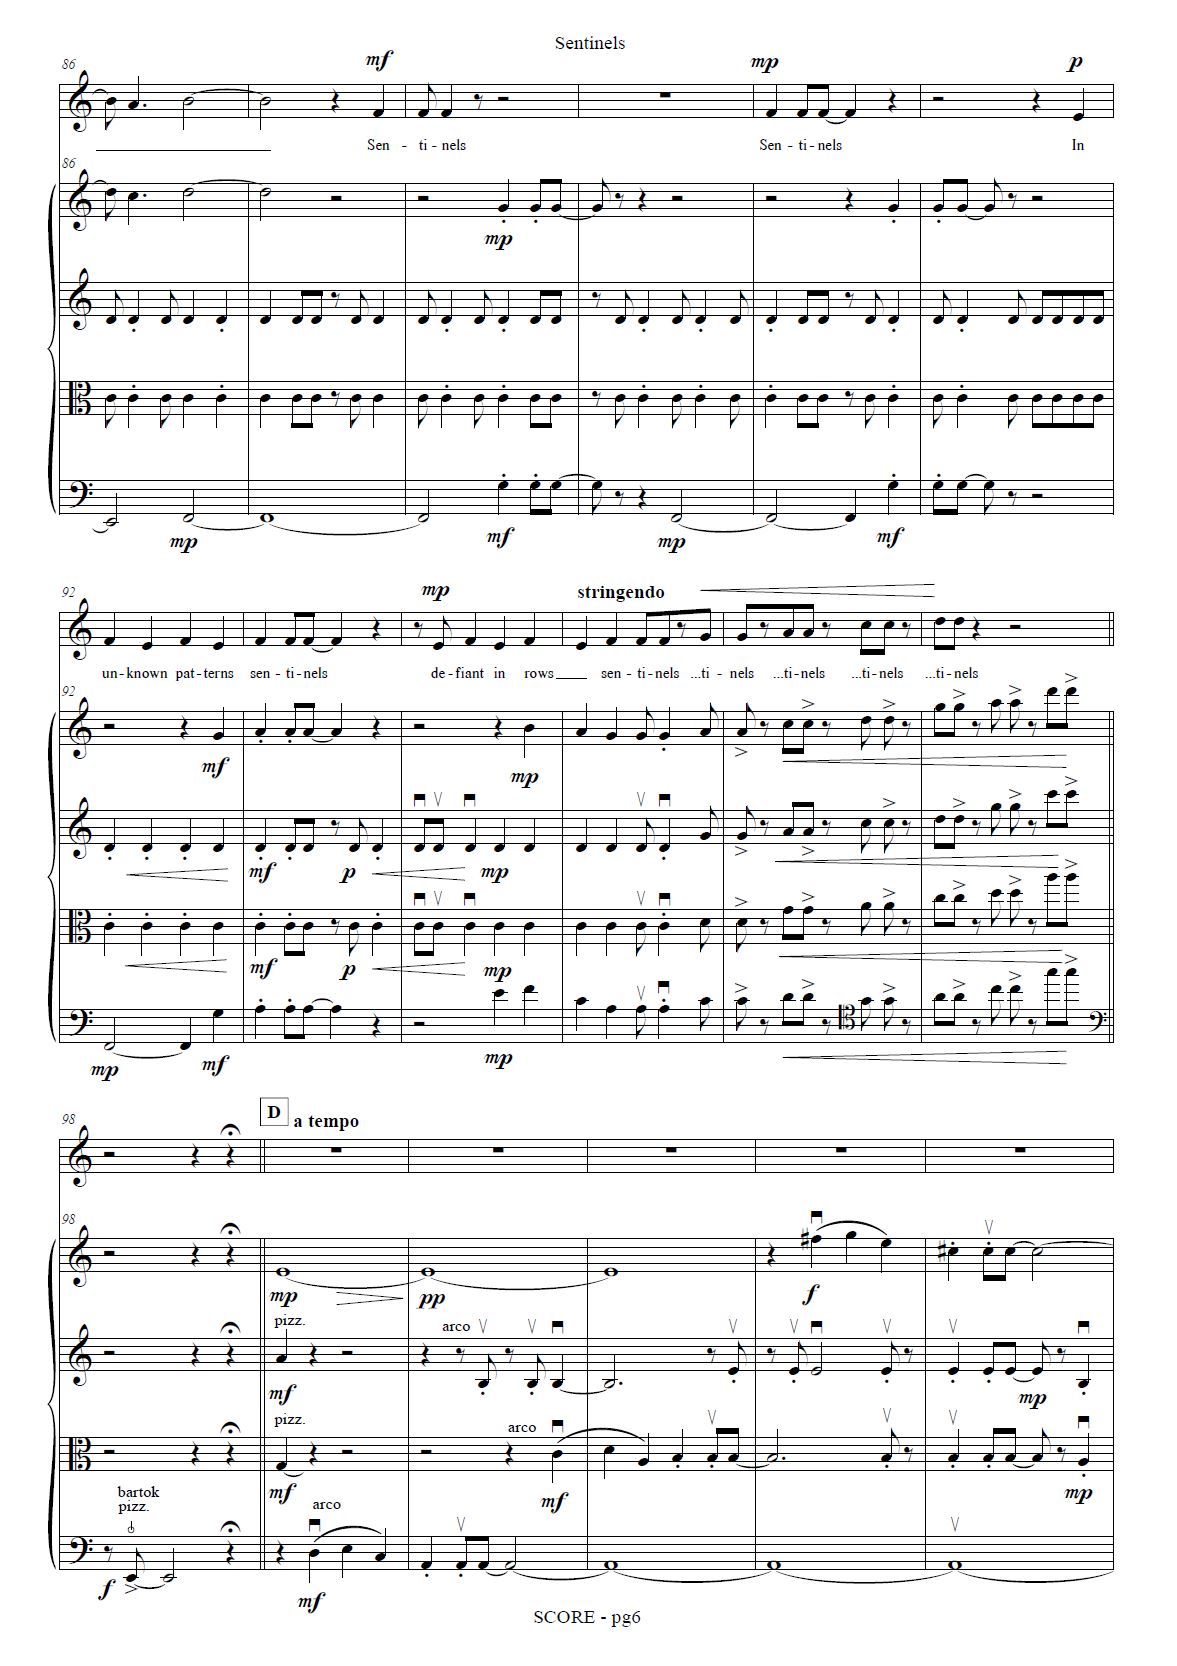 Sentinels
86
mf
mp
p
Sen - ti - nels
Sen - ti - nels
In
86
mp
mp
mf
mp
mf
92
mp
stringendo
un-known pat-terns sen-ti-nels de-fiant in rows____ sen-ti-nels ...ti-nels ...ti-nels ...ti-nels ...ti-nels
92
mf
mp
mf
p
mp
mf
p
mp
mp
mf
mp
98
D
a tempo
98
mp
pp
f
pizz.
arco
mf
mp
pizz.
arco
mf
mf
mp
bartok
pizz.
arco
f
mf
SCORE - pg6